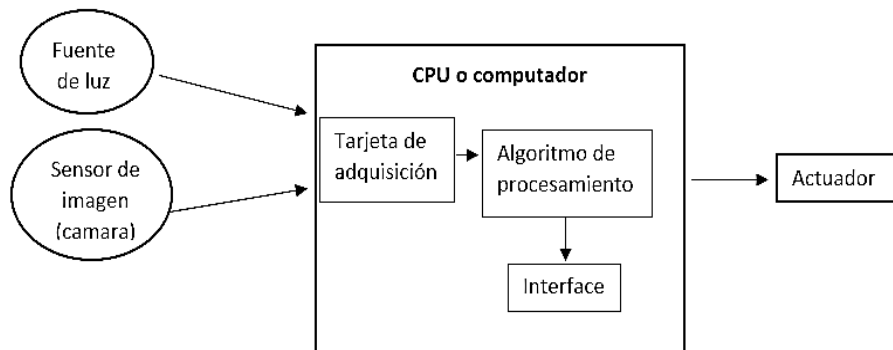 Fuente
de luz
CPU o computador
Tarjeta de
adquisición
Algoritmo de
procesamiento
Sensor de
imagen
(camara)
Actuador
Interface